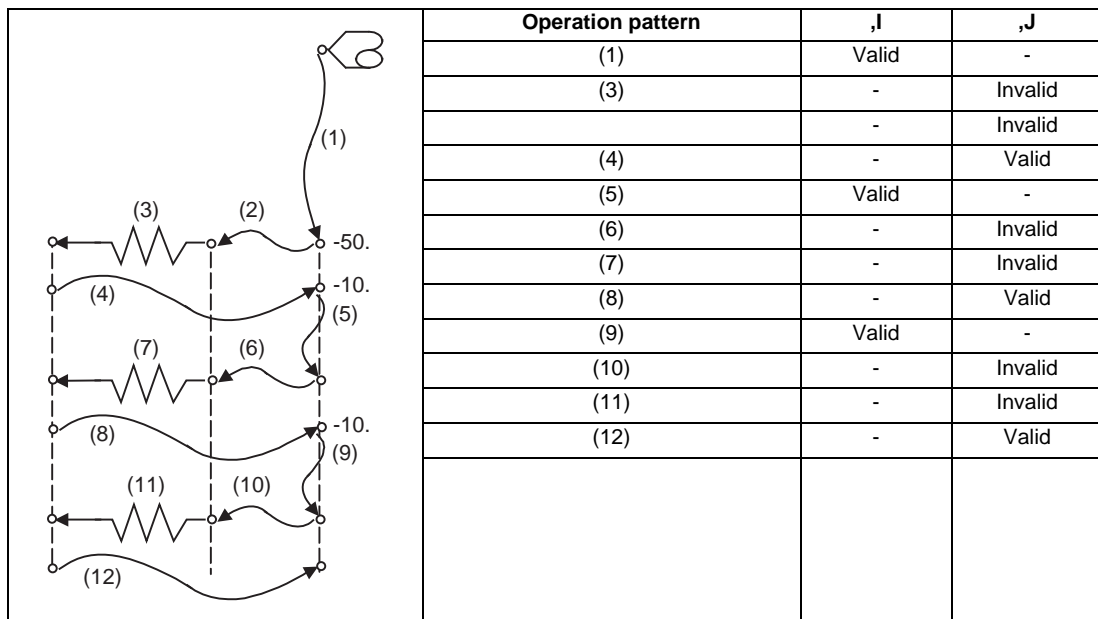 (1)
(3) (2)
-50.
(4)
-10.
(5)
(7) (6)
(8)
-10.
(9)
(11) (10)
(12)
Operation pattern ,I ,J
(1) Valid -
(3) - Invalid
- Invalid
(4) - Valid
(5) Valid -
(6) - Invalid
(7) - Invalid
(8) - Valid
(9) Valid -
(10) - Invalid
(11) - Invalid
(12) - Valid